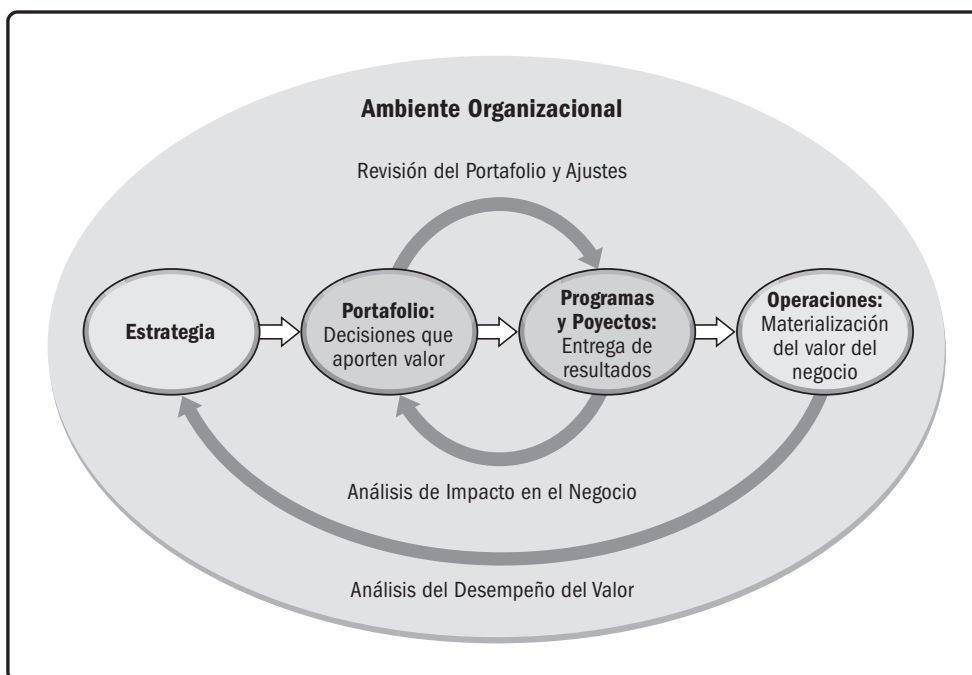 Ambiente Organizacional
Revisión del Portafolio y Ajustes
Estrategia
Portafolio:
Decisiones que
aporten valor
Programas
y Poyectos:
Entrega de
resultados
Operaciones:
Materialización
del valor del
negocio
Análisis de Impacto en el Negocio
Análisis del Desempeño del Valor